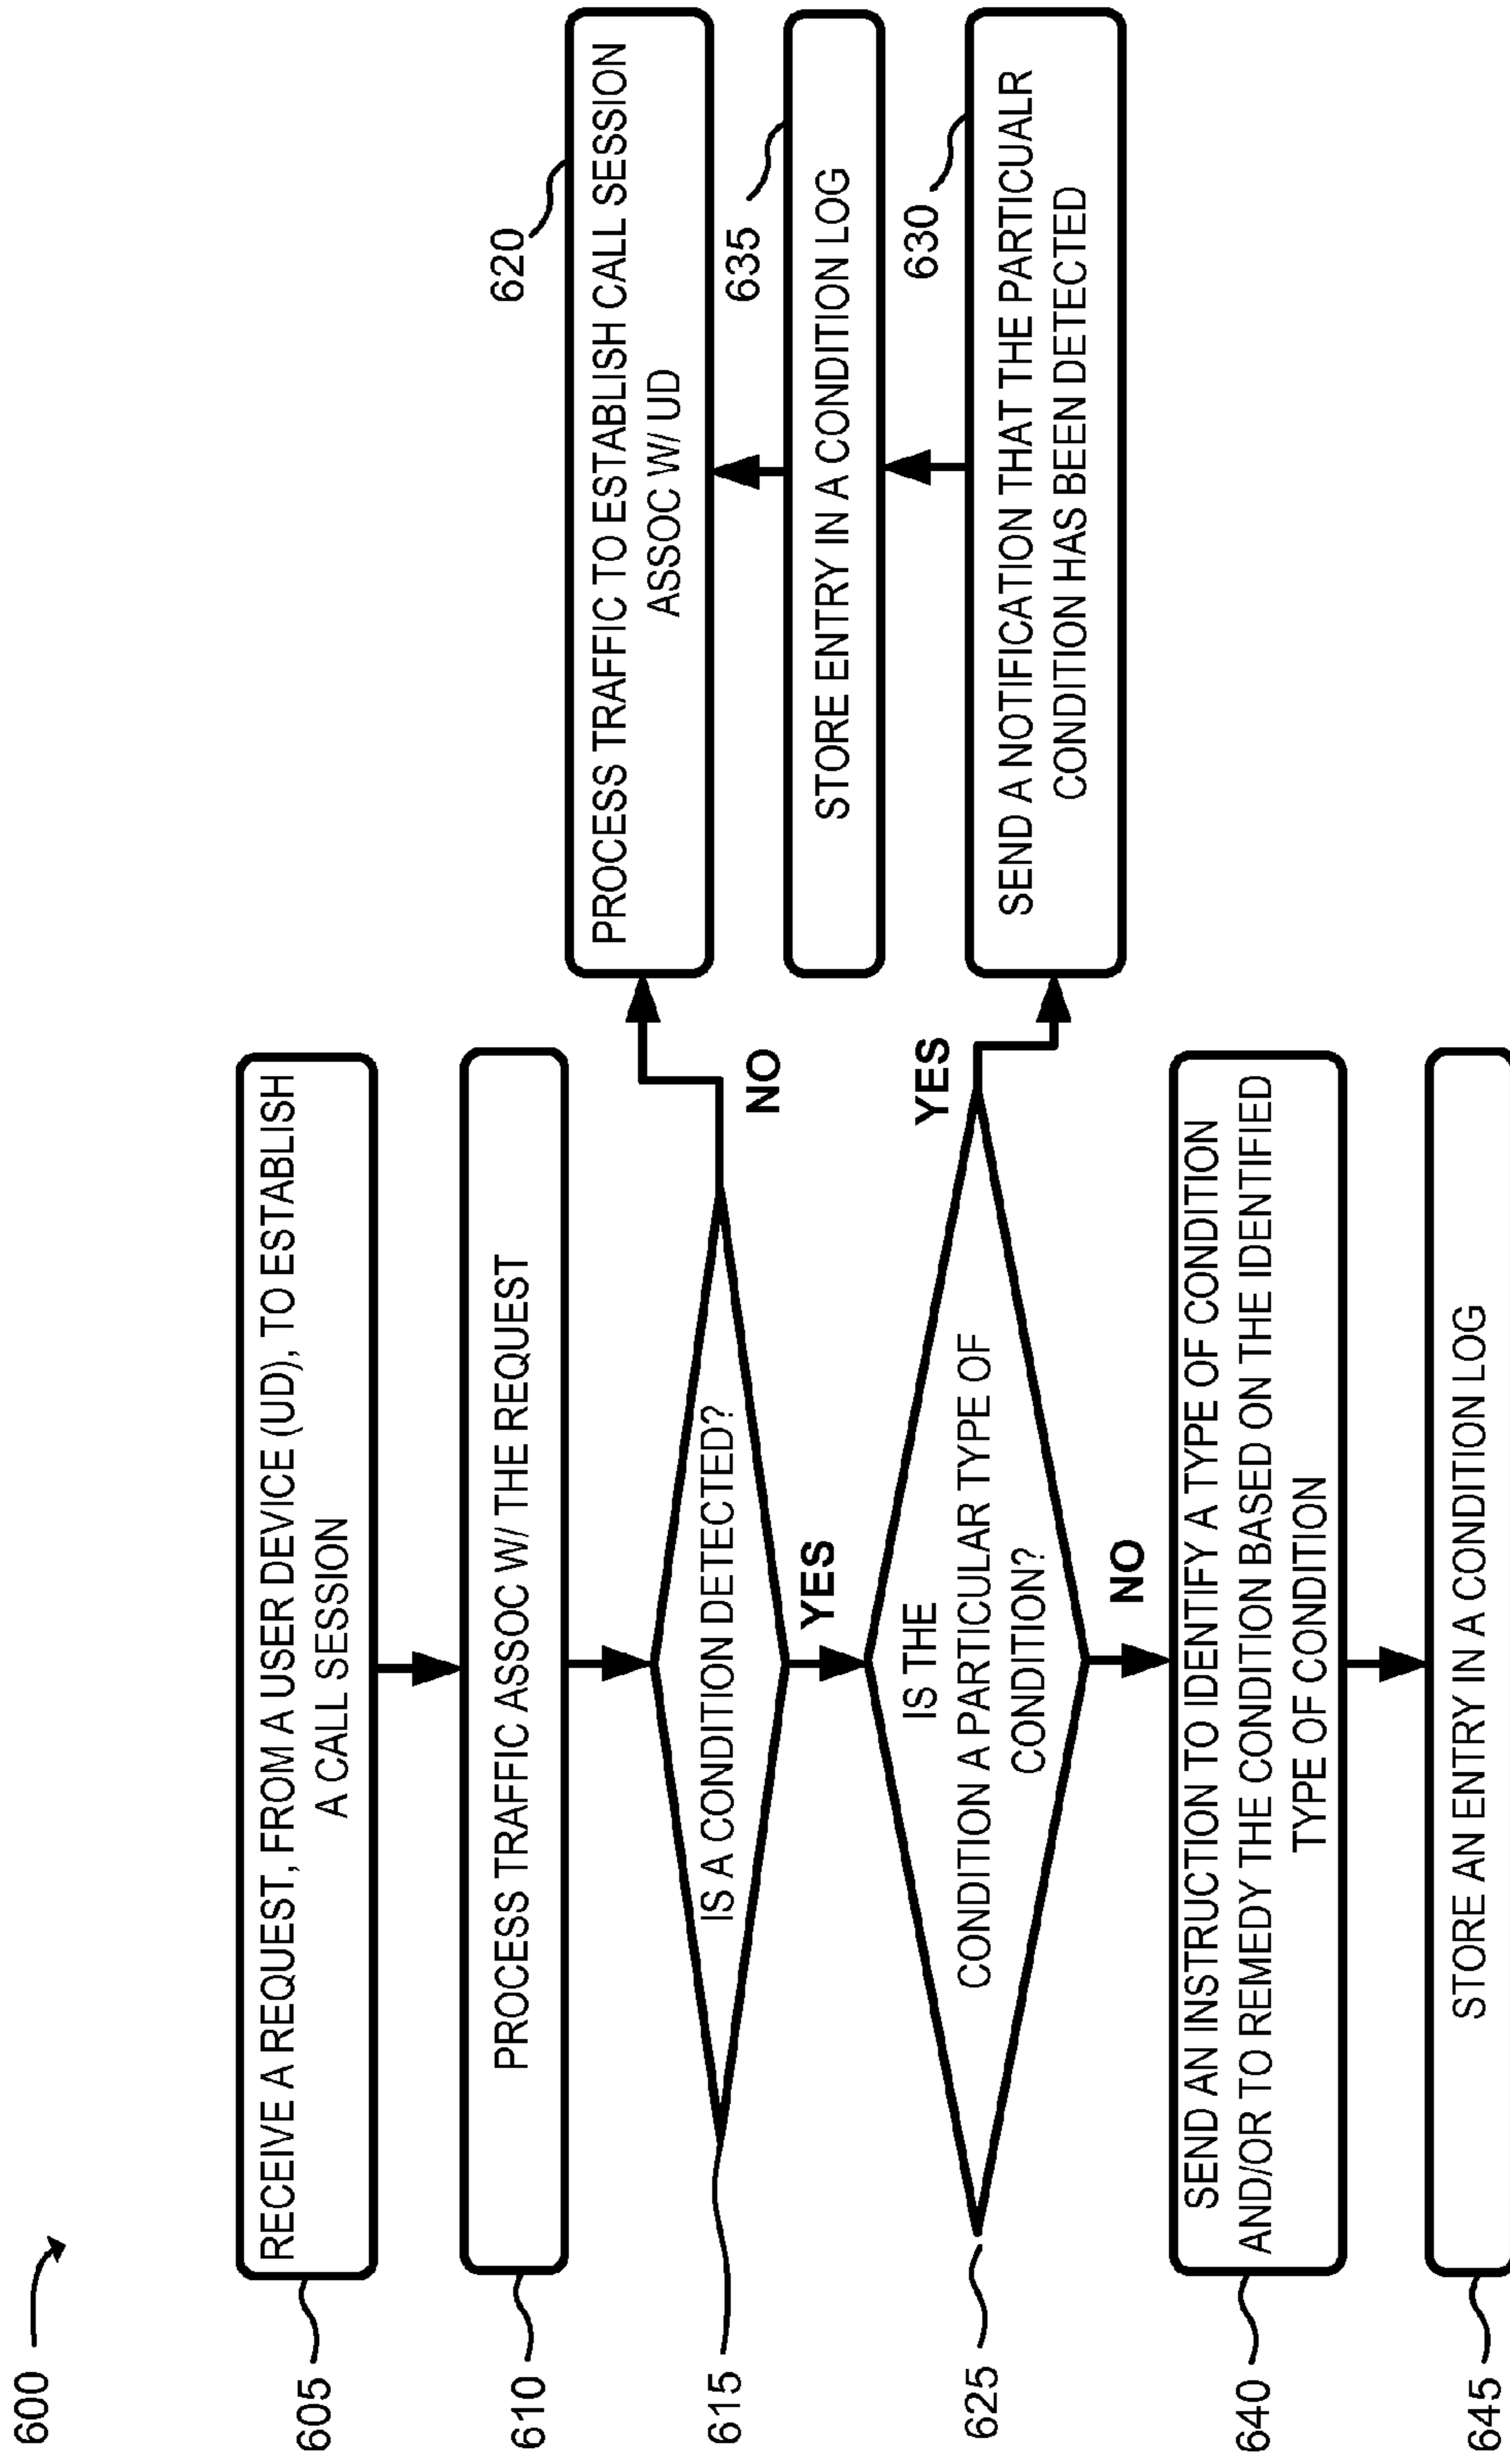 600
605
RECEIVE A REQUEST, FROM A USER DEVICE (UD), TO ESTABLISH
A CALL SESSION
610
PROCESS TRAFFIC ASSOC W/ THE REQUEST
615
IS A CONDITION DETECTED?
NO
620
PROCESS TRAFFIC TO ESTABLISH CALL SESSION
ASSOC W/ UD
YES
635
STORE ENTRY IN A CONDITION LOG
625
IS THE
CONDITION A PARTICULAR TYPE OF
CONDITION?
YES
630
SEND A NOTIFICATION THAT THE PARTICUALR
CONDITION HAS BEEN DETECTED
NO
640
SEND AN INSTRUCTION TO IDENTIFY A TYPE OF CONDITION
AND/OR TO REMEDY THE CONDITION BASED ON THE IDENTIFIED
TYPE OF CONDITION
645
STORE AN ENTRY IN A CONDITION LOG